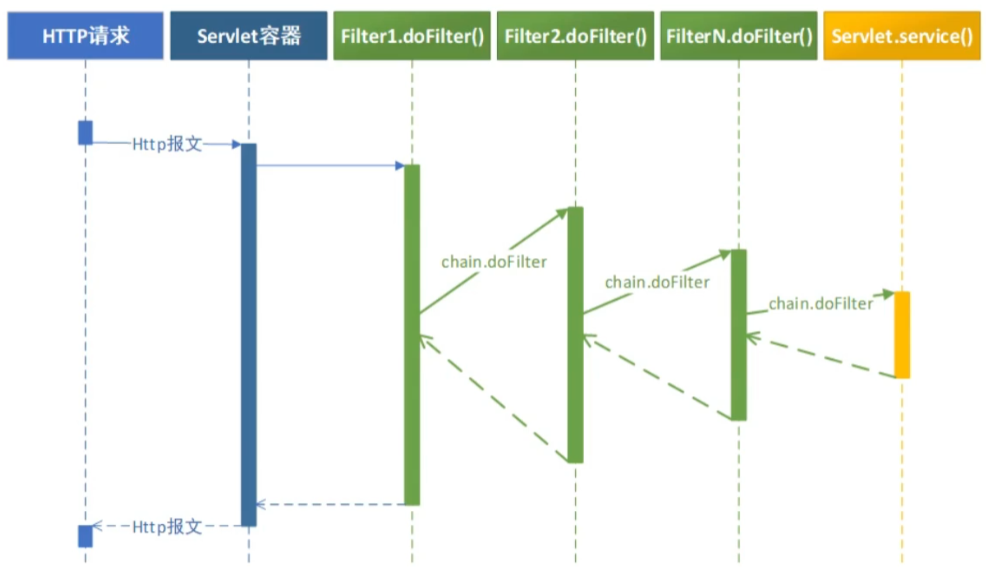 HTTP请求
Servlet容器
Filter1.doFilter()
Filter2.doFilter()
FilterN.doFilter()
Servlet.service()
Http报文
chain.doFilter
chain.doFilter
chain.doFilter
Http报文